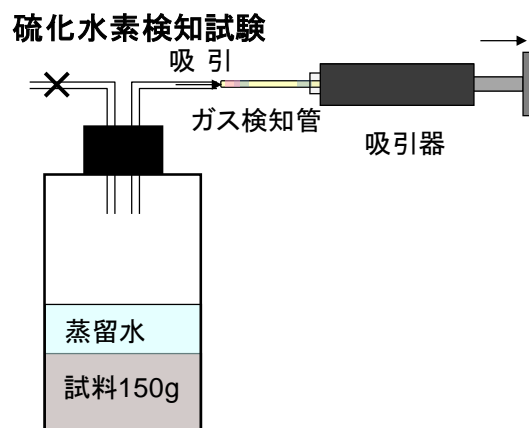 硫化水素検知試験
吸 引
ガス検知管
吸引器
蒸留水
試料150g